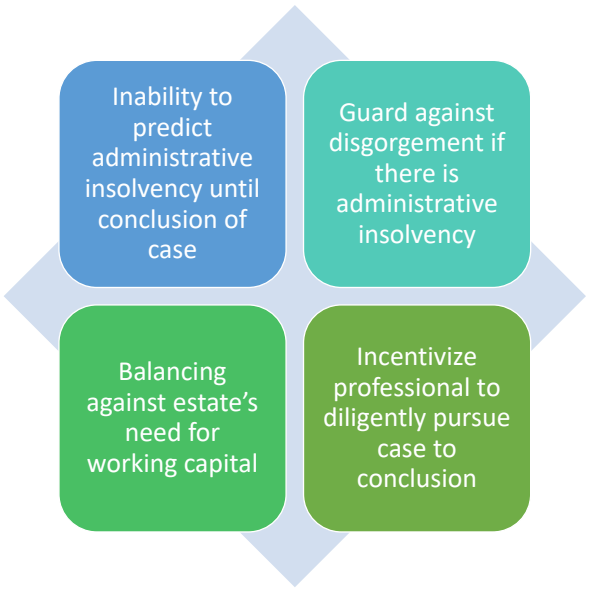 Inability to
predict
administrative
insolvency until
conclusion of
case
Guard against
disgorgement if
there is
administrative
insolvency
Balancing
against estate's
need for
working capital
Incentivize
professional to
diligently pursue
case to
conclusion